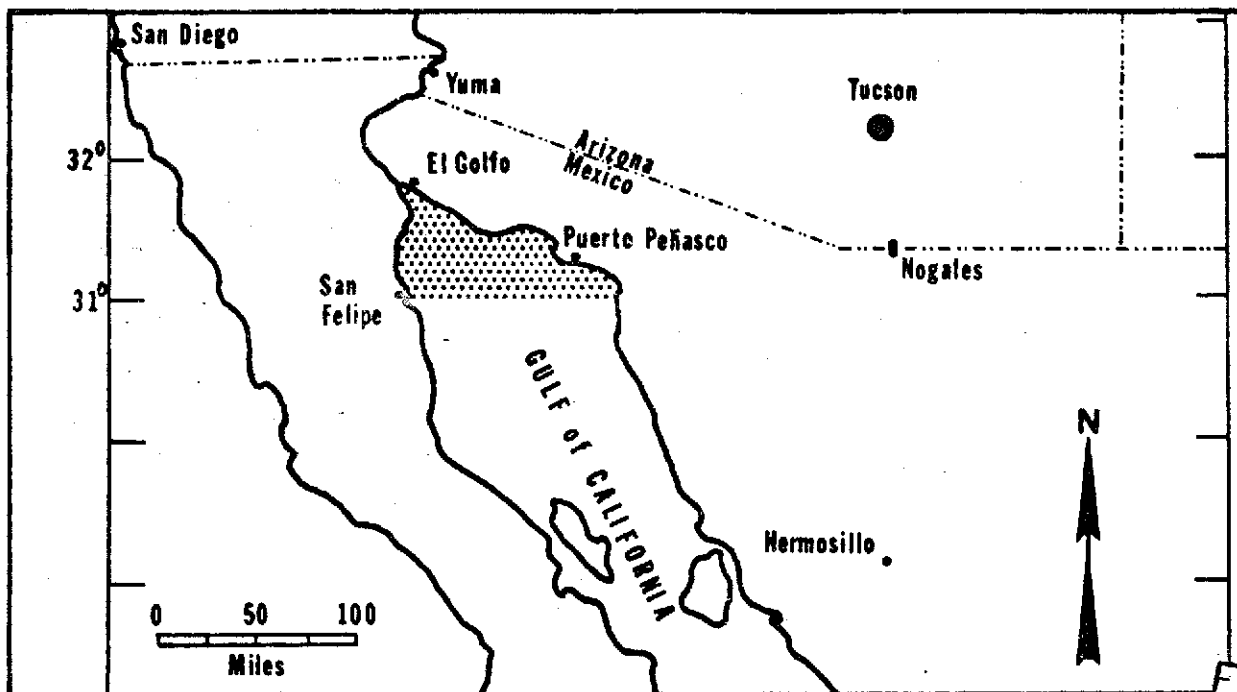 San Diego
Yuma
Tucson
32°
El Golfo
Arizona
Mexico
Puerto Peñasco
Nogales
31°
San
Felipe
GULF of CALIFORNIA
N
Hermosillo
0 50 100
Miles